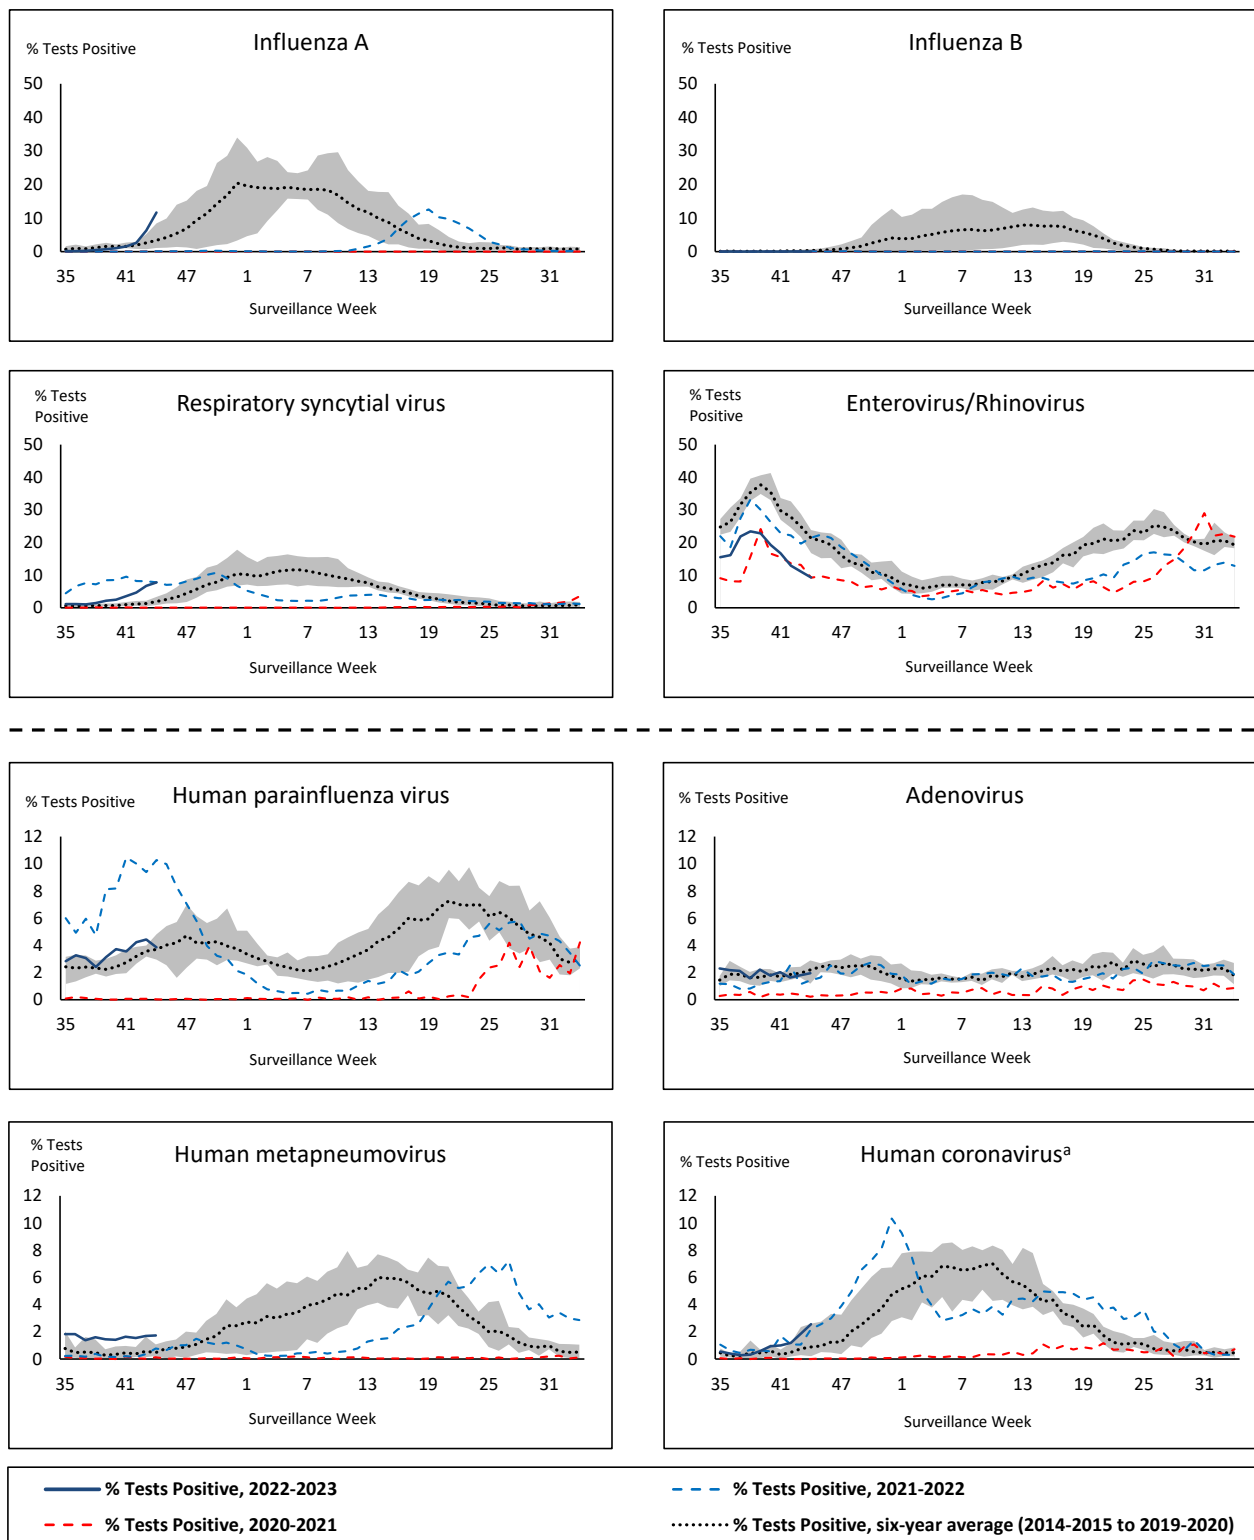 Influenza A
% Tests Positive
50
40
30
20
10
0
35 41 47 1 7 13 19 25 31
Surveillance Week
Influenza B
% Tests Positive
50
40
30
20
10
0
35 41 47 1 7 13 19 25 31
Surveillance Week
Respiratory syncytial virus
% Tests
Positive
50
40
30
20
10
0
35 41 47 1 7 13 19 25 31
Surveillance Week
Enterovirus/Rhinovirus
% Tests
Positive
50
40
30
20
10
0
35 41 47 1 7 13 19 25 31
Surveillance Week
Human parainfluenza virus
% Tests Positive
12
10
8
6
4
2
0
35 41 47 1 7 13 19 25 31
Surveillance Week
Adenovirus
% Tests Positive
12
10
8
6
4
2
0
35 41 47 1 7 13 19 25 31
Surveillance Week
Human metapneumovirus
% Tests
Positive
12
10
8
6
4
2
0
35 41 47 1 7 13 19 25 31
Surveillance Week
Human coronavirusᵃ
% Tests Positive
12
10
8
6
4
2
0
35 41 47 1 7 13 19 25 31
Surveillance Week
% Tests Positive, 2022-2023
% Tests Positive, 2021-2022
% Tests Positive, 2020-2021
% Tests Positive, six-year average (2014-2015 to 2019-2020)